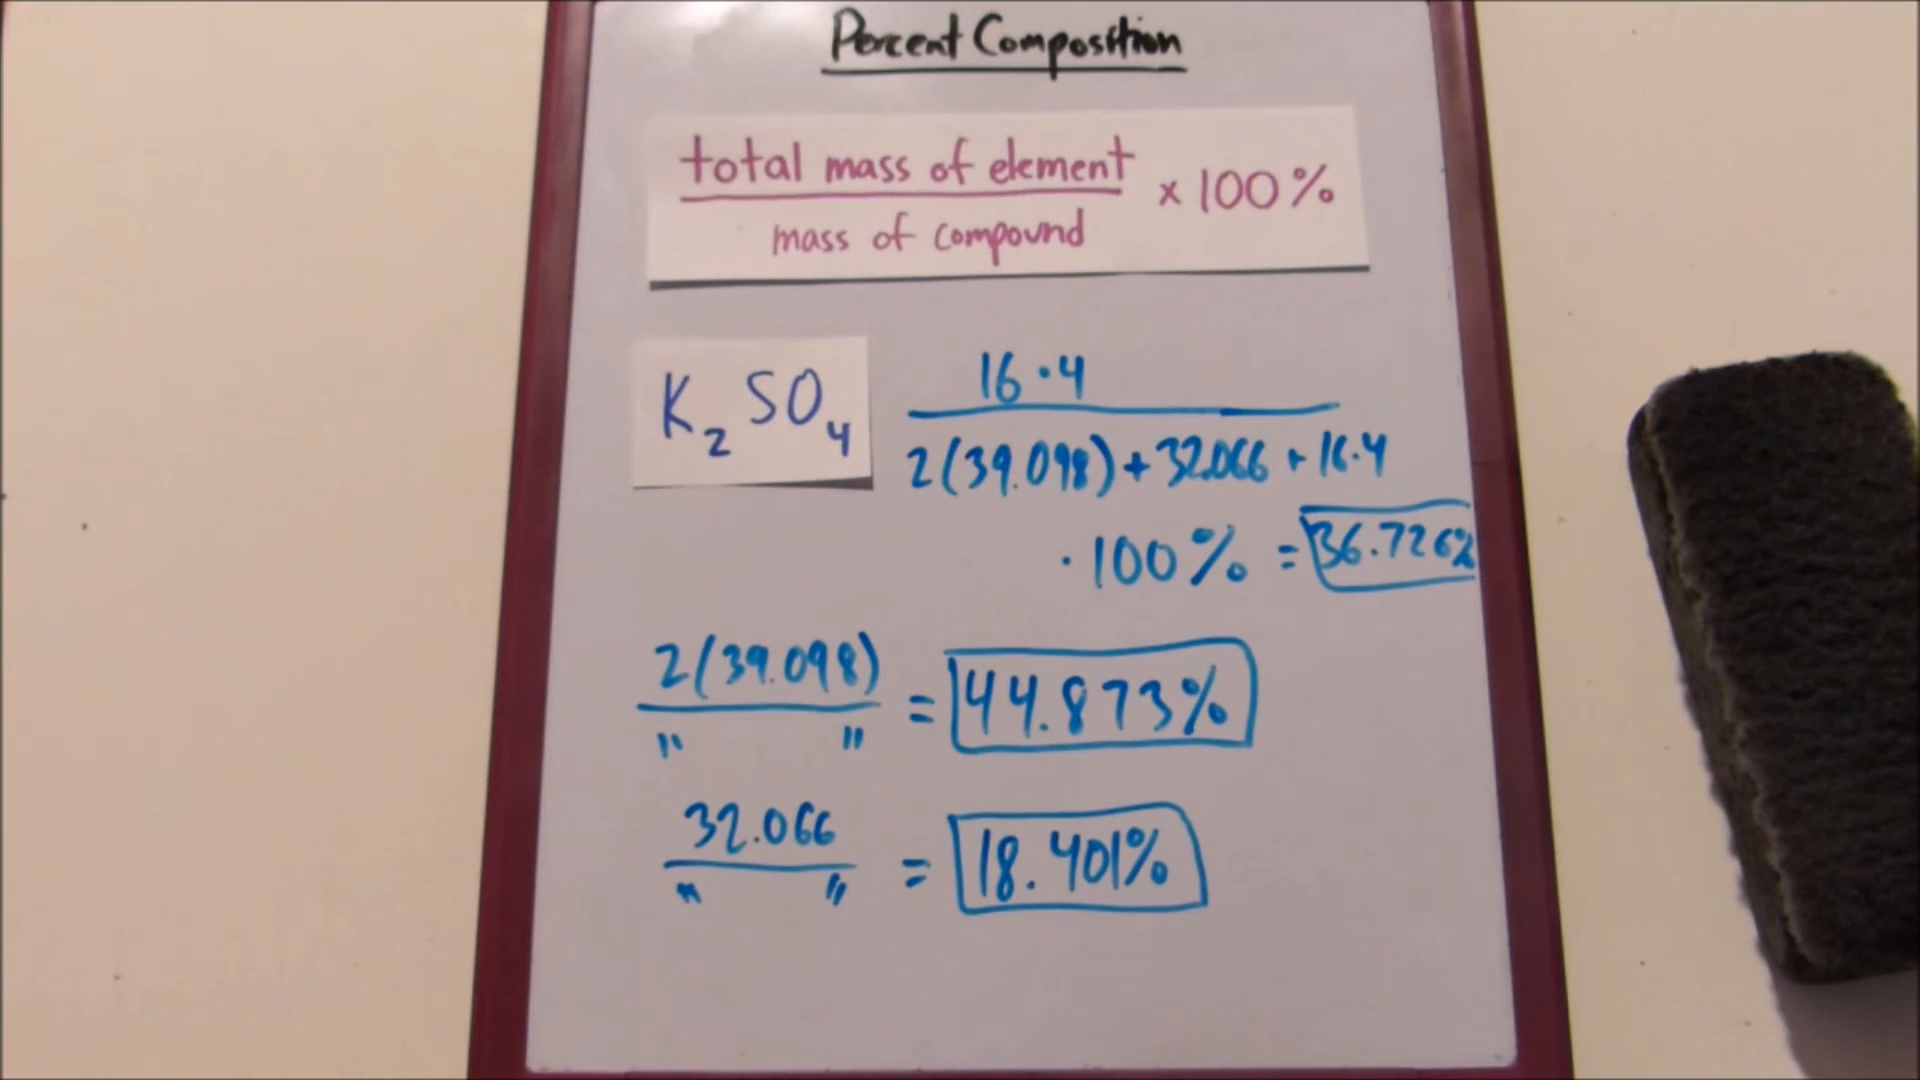 Percent Composition
total mass of element
mass of compound
x 100%
K2SO4
16·4
2(39.098)+32.066+16·4
·100% = 36.726%
2(39.098)
" "
= 44.873%
32.066
" "
= 18.401%